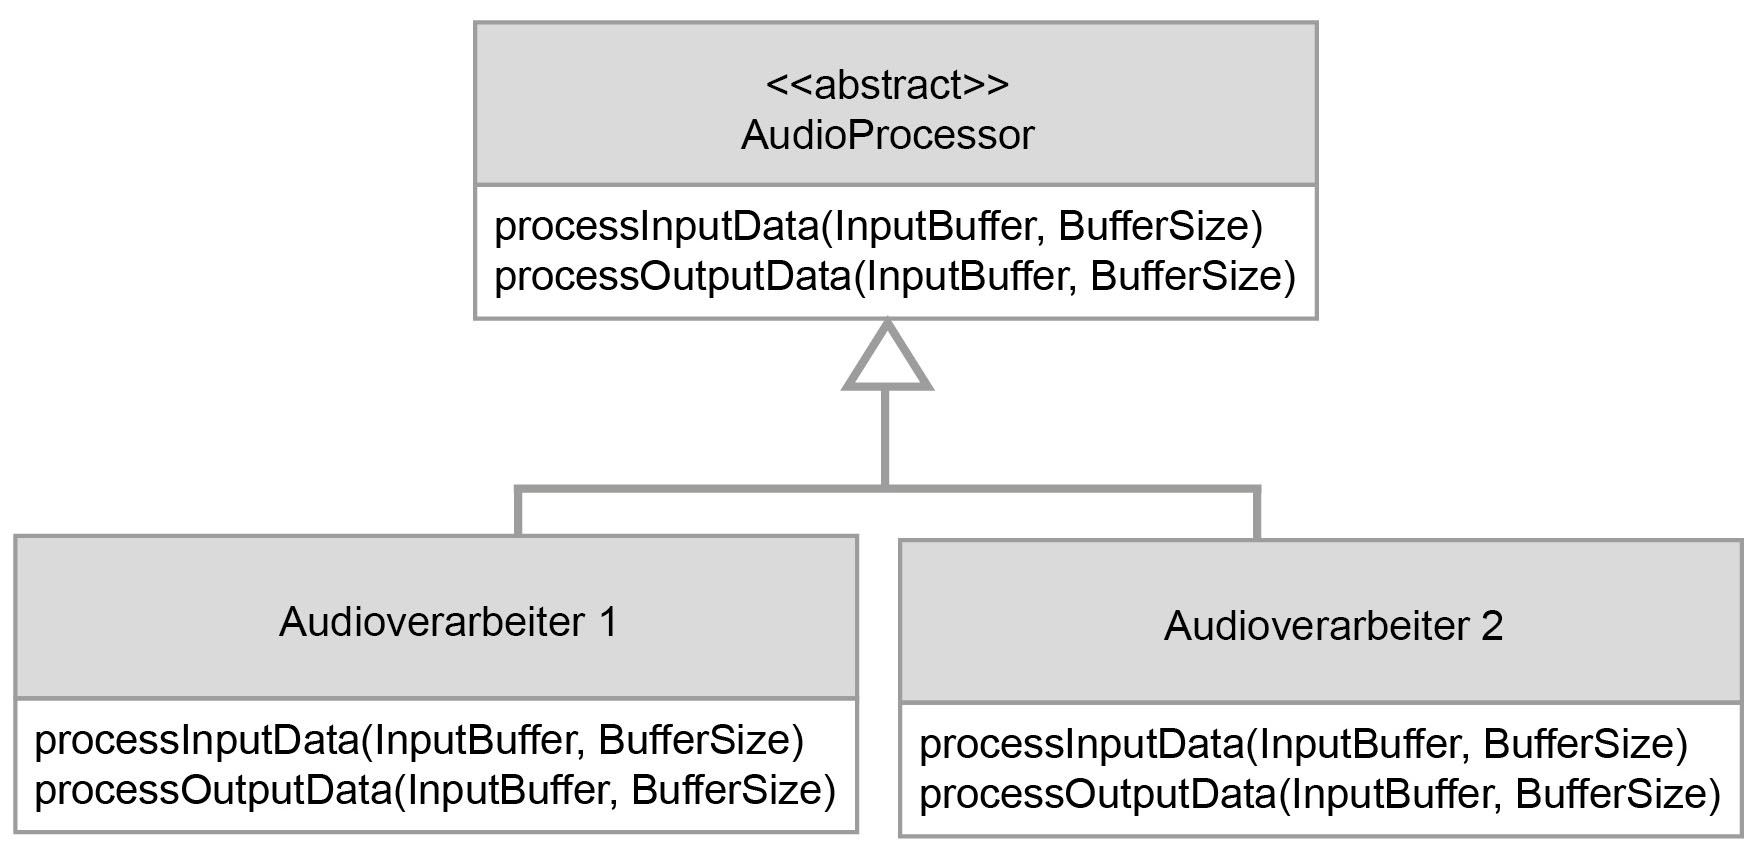 <<abstract>>
AudioProcessor
processInputData(InputBuffer, BufferSize)
processOutputData(InputBuffer, BufferSize)
Audioverarbeiter 1
processInputData(InputBuffer, BufferSize)
processOutputData(InputBuffer, BufferSize)
Audioverarbeiter 2
processInputData(InputBuffer, BufferSize)
processOutputData(InputBuffer, BufferSize)